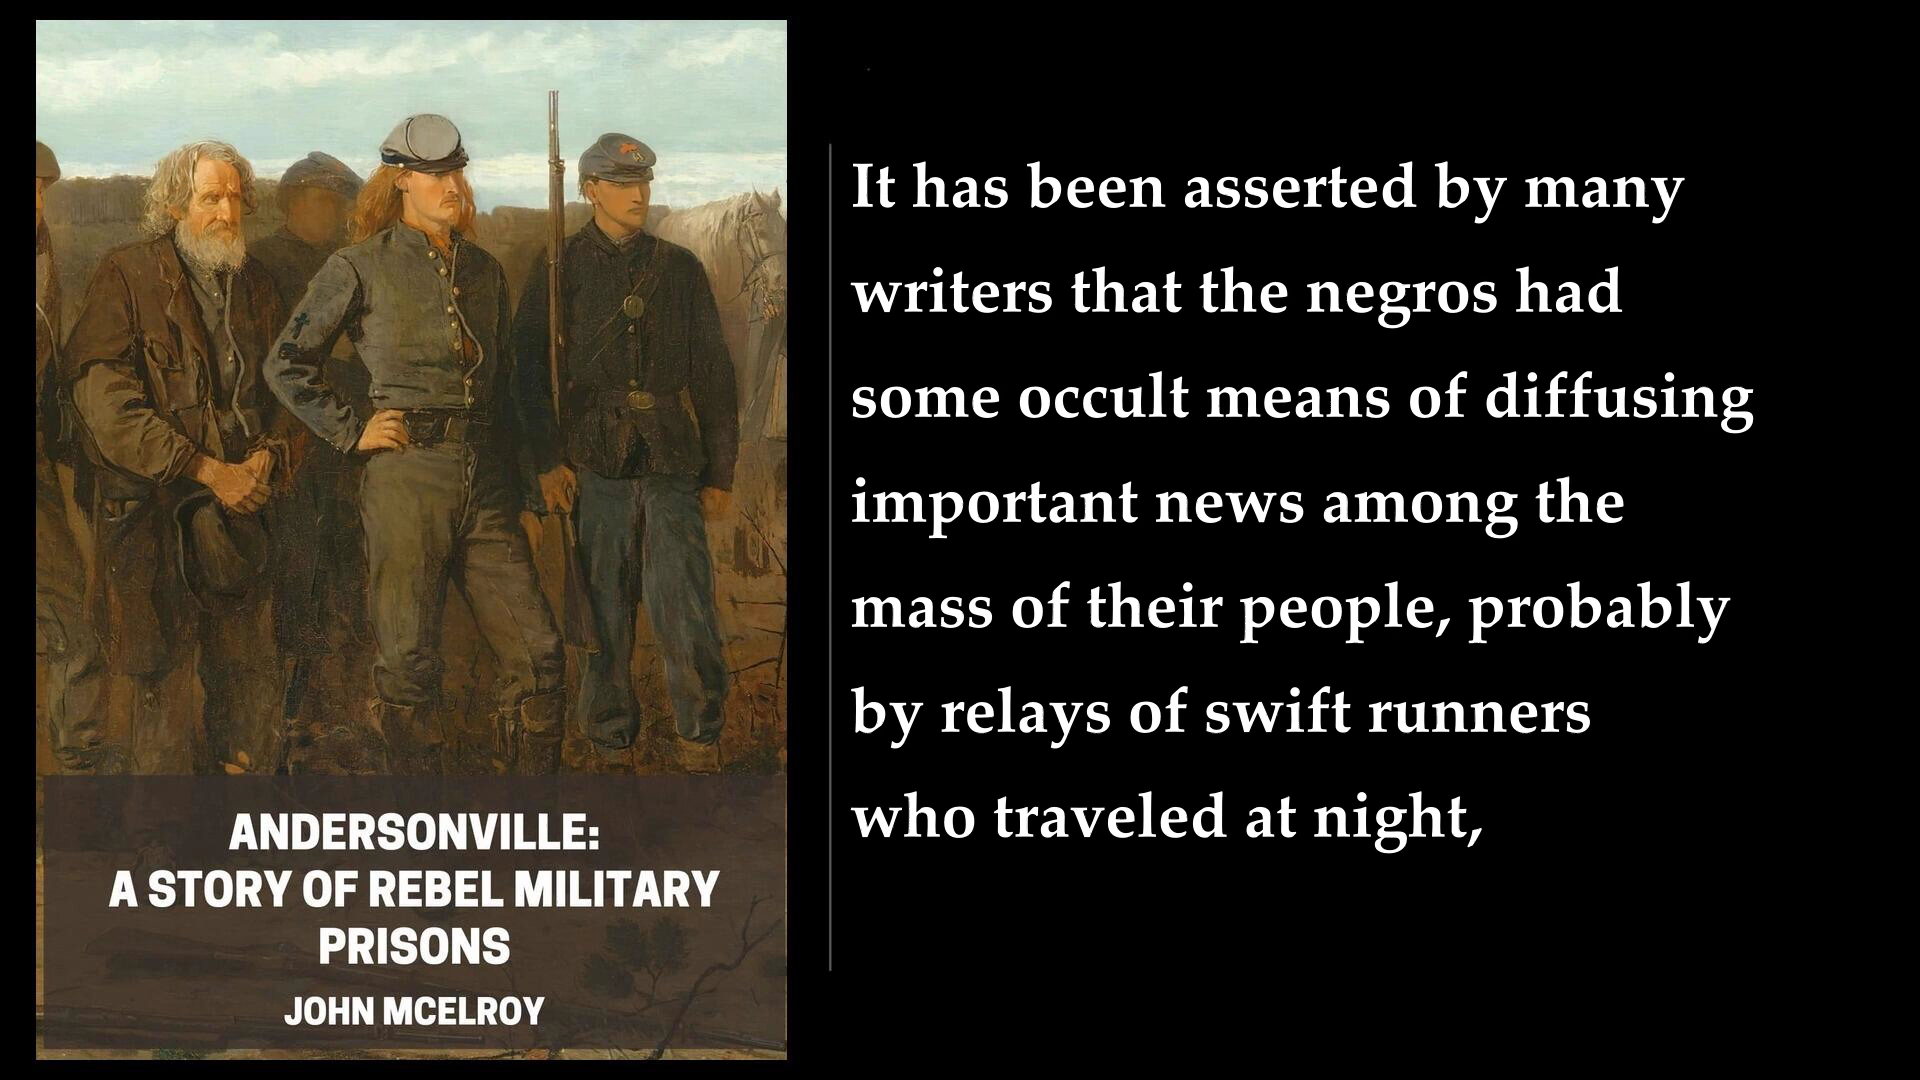 ANDERSONVILLE:
A STORY OF REBEL MILITARY
PRISONS
JOHN MCELROY
It has been asserted by many
writers that the negros had
some occult means of diffusing
important news among the
mass of their people, probably
by relays of swift runners
who traveled at night,